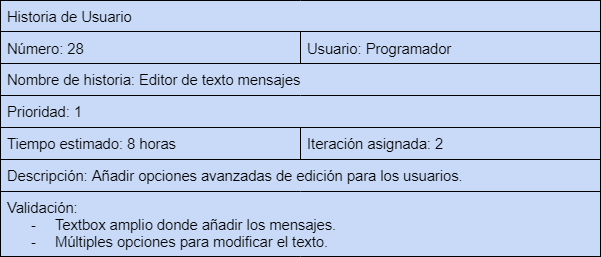 Historia de Usuario
Número: 28
Usuario: Programador
Nombre de historia: Editor de texto mensajes
Prioridad: 1
Tiempo estimado: 8 horas
Iteración asignada: 2
Descripción: Añadir opciones avanzadas de edición para los usuarios.
Validación:
- Textbox amplio donde añadir los mensajes.
- Múltiples opciones para modificar el texto.